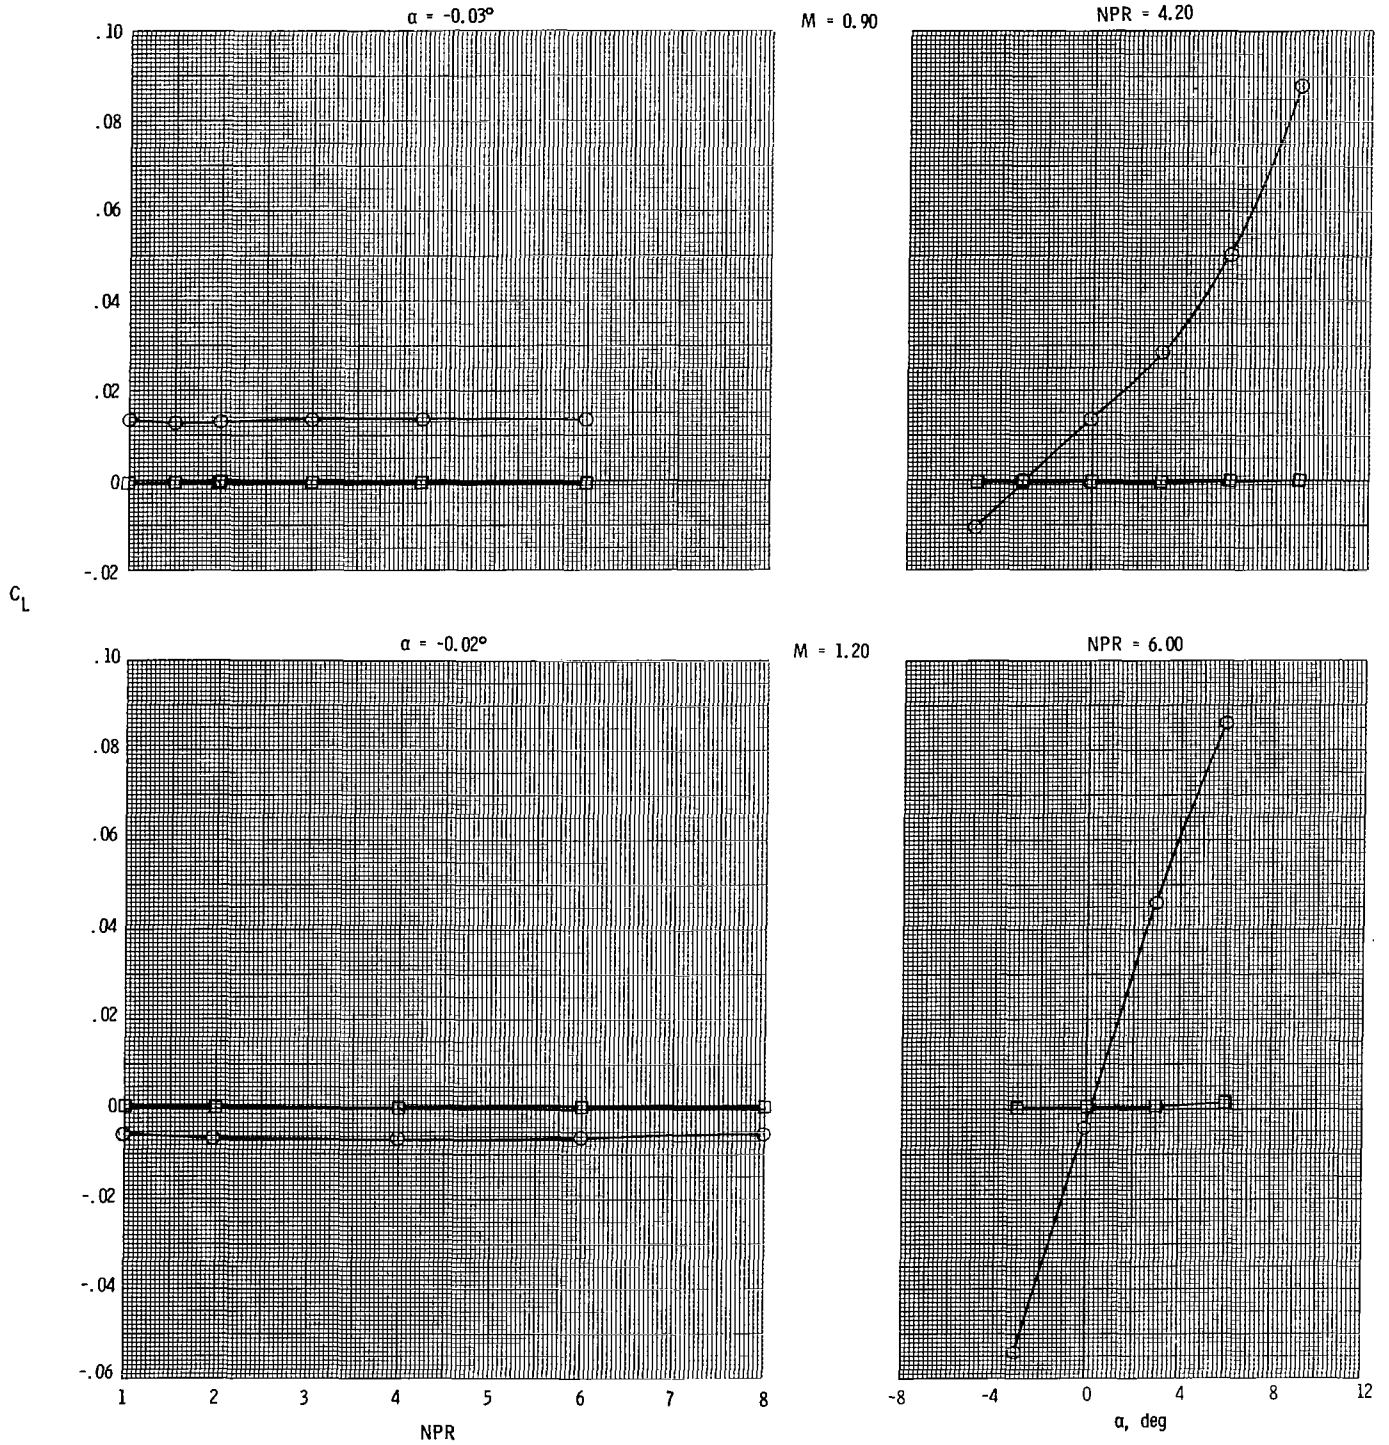 α = -0.03°
M = 0.90
NPR = 4.20
.10
.08
.06
.04
.02
0
-.02
C_L
α = -0.02°
M = 1.20
NPR = 6.00
.10
.08
.06
.04
.02
0
-.02
-.04
-.06
1 2 3 4 5 6 7 8
NPR
-8 -4 0 4 8 12
α, deg